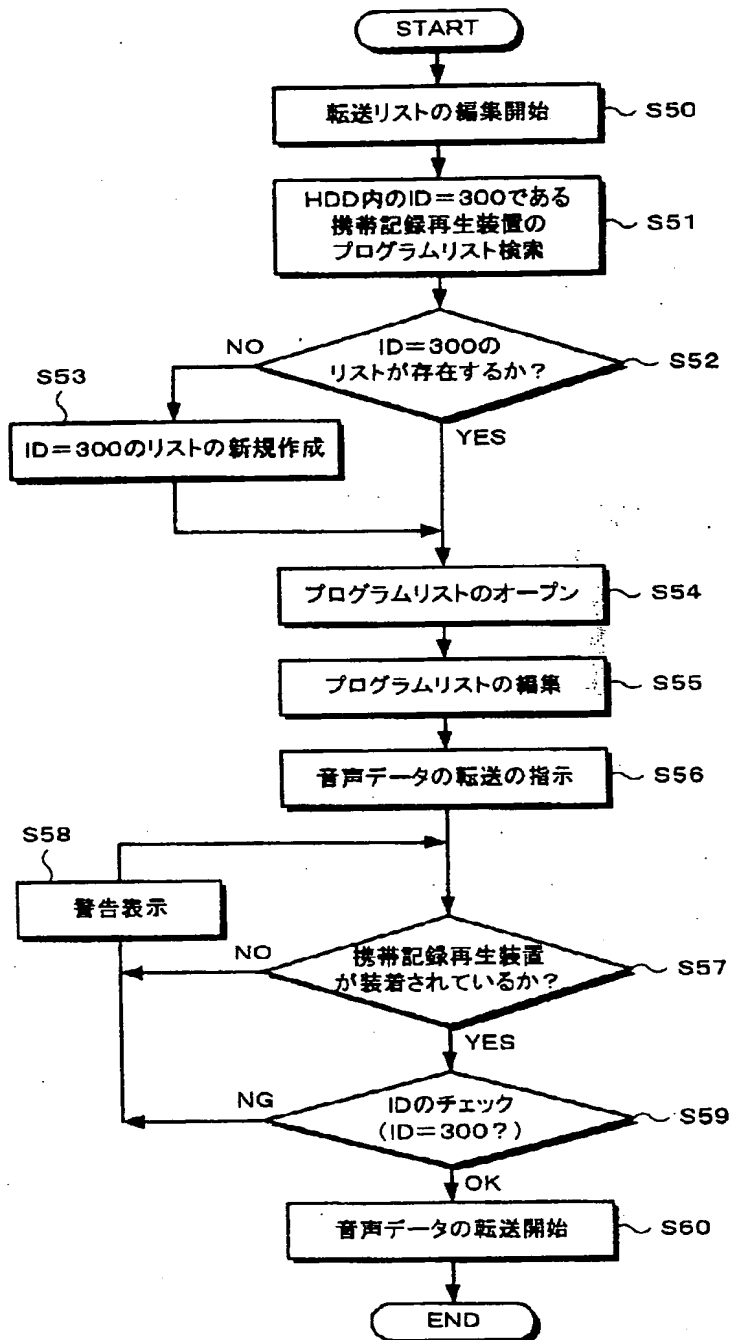 START
転送リストの編集開始
S50
HDD内のID=300である
携帯記録再生装置の
プログラムリスト検索
S51
ID=300の
リストが存在するか?
S52
NO
YES
S53
ID=300のリストの新規作成
プログラムリストのオープン
S54
プログラムリストの編集
S55
音声データの転送の指示
S56
S58
警告表示
携帯記録再生装置
が装着されているか?
S57
NO
YES
IDのチェック
(ID=300?)
S59
NG
OK
音声データの転送開始
S60
END